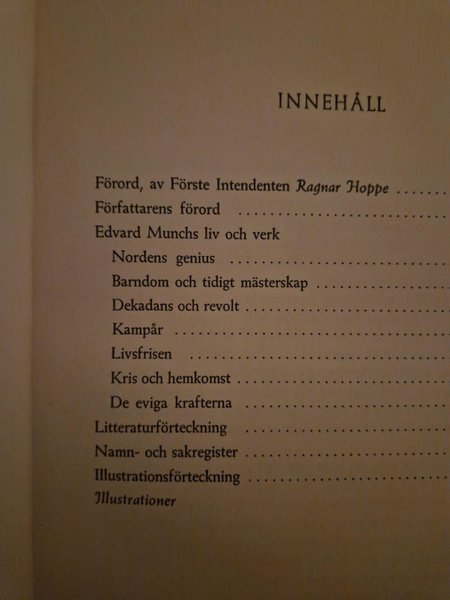 INNEHÅLL
Förord, av Förste Intendenten Ragnar Hoppe ......
Författarens förord ..........................
Edvard Munchs liv och verk
Nordens genius ..........................
Barndom och tidigt mästerskap ................
Dekadans och revolt ........................
Kampår ................................
Livsfrisen ..............................
Kris och hemkomst ........................
De eviga krafterna ........................
Litteraturförteckning ........................
Namn- och sakregister ......................
Illustrationsförteckning ......................
Illustrationer